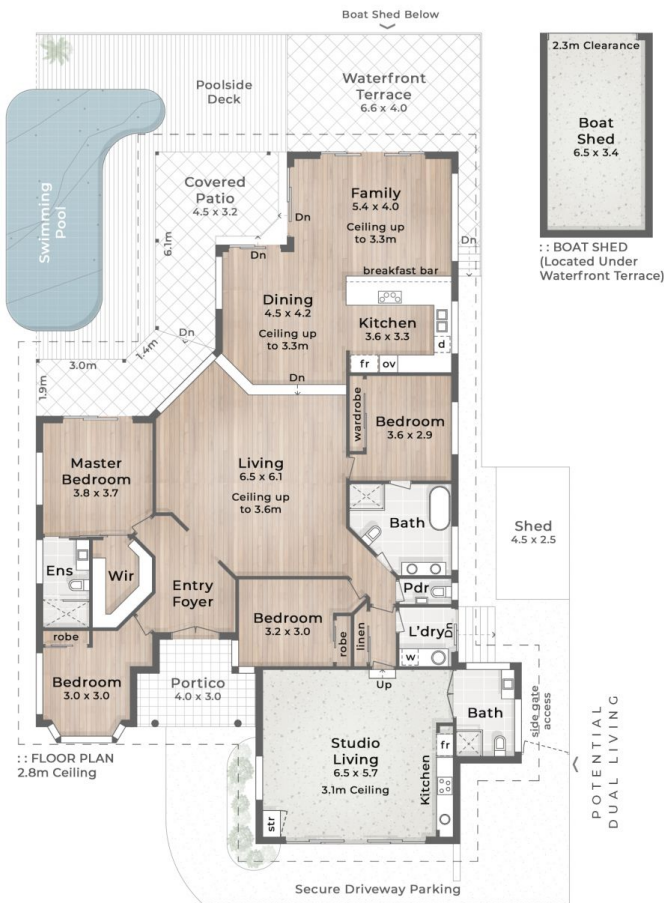 Boat Shed Below
2.3m Clearance
Poolside
Deck
Waterfront
Terrace
6.6 x 4.0
Boat
Shed
6.5 x 3.4
Swimming
Pool
Covered
Patio
4.5 x 3.2
6.1m
Family
5.4 x 4.0
Ceiling up
to 3.3m
Dn
Dn
Dn
:: BOAT SHED
(Located Under
Waterfront Terrace)
breakfast bar
Dining
4.5 x 4.2
Ceiling up
to 3.3m
Kitchen
3.6 x 3.3
d
fr
ov
Dn
1.4m
3.0m
1.9m
Dn
wardrobe
Bedroom
3.6 x 2.9
Master
Bedroom
3.8 x 3.7
Living
6.5 x 6.1
Ceiling up
to 3.6m
Bath
Shed
4.5 x 2.5
Ens
Wir
Entry
Foyer
Pdr
Bedroom
3.2 x 3.0
robe
linen
L'dry
Dn
w
robe
Bedroom
3.0 x 3.0
Portico
4.0 x 3.0
Up
Bath
side gate
access
:: FLOOR PLAN
2.8m Ceiling
Studio
Living
6.5 x 5.7
3.1m Ceiling
fr
Kitchen
str
POTENTIAL
DUAL LIVING
Secure Driveway Parking